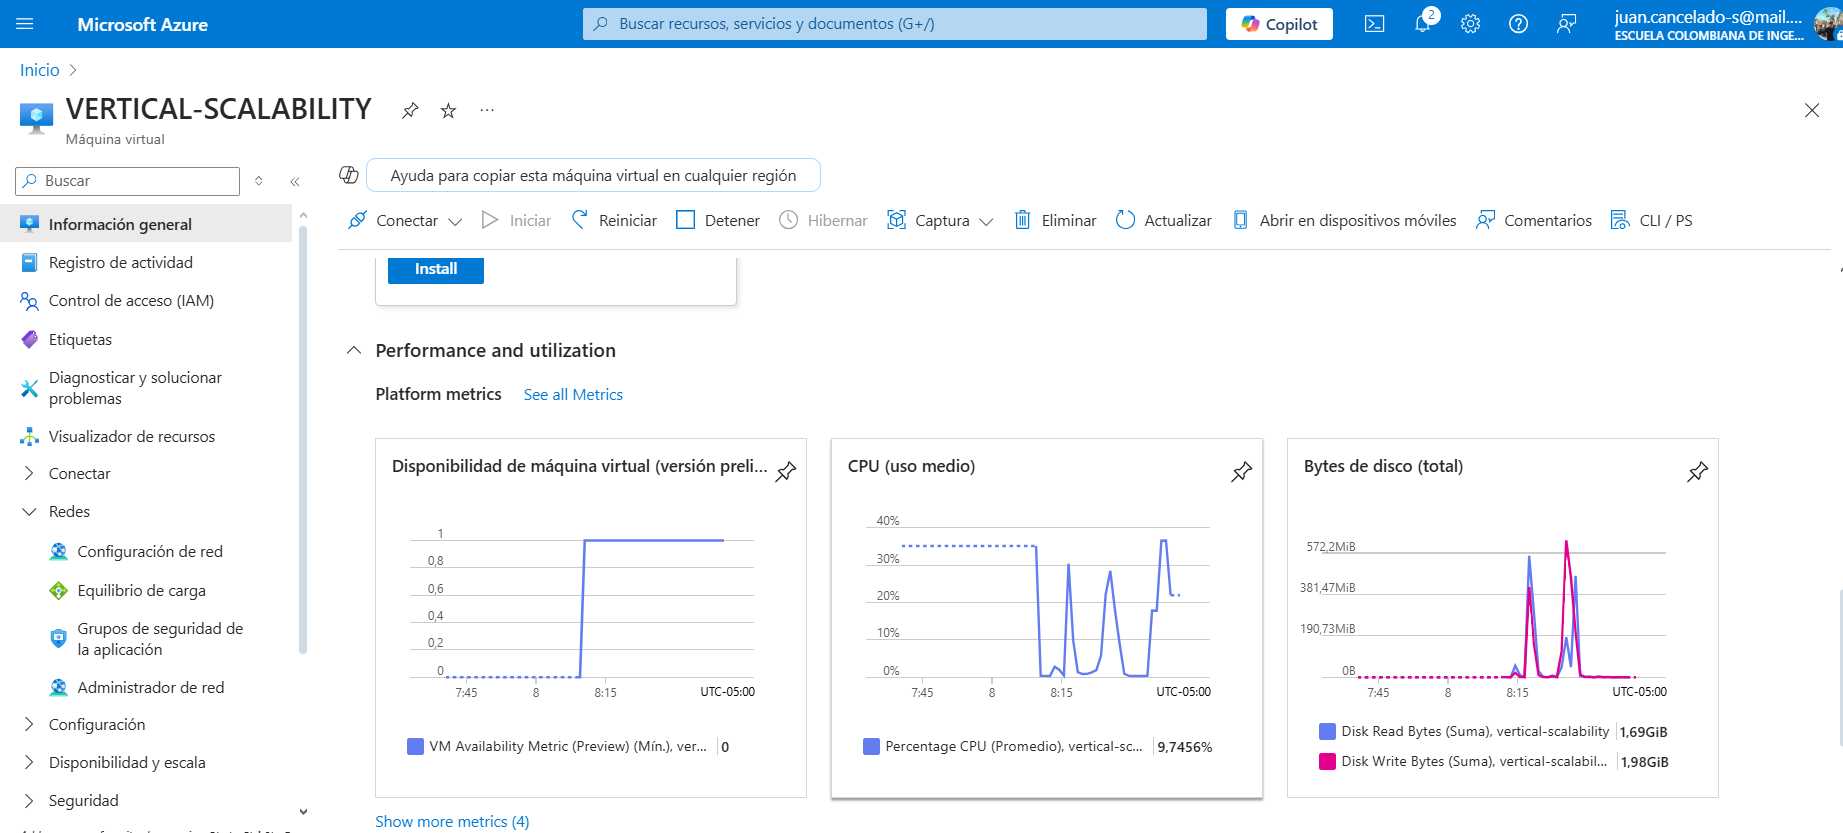 Microsoft Azure
Buscar recursos, servicios y documentos (G+/)
Copilot
2
juan.cancelado-s@mail....
ESCUELA COLOMBIANA DE INGE...
Inicio
VERTICAL-SCALABILITY
Máquina virtual
Buscar
Ayuda para copiar esta máquina virtual en cualquier región
Conectar
Iniciar
Reiniciar
Detener
Hibernar
Captura
Eliminar
Actualizar
Abrir en dispositivos móviles
Comentarios
CLI / PS
Información general
Registro de actividad
Control de acceso (IAM)
Etiquetas
Diagnosticar y solucionar
problemas
Visualizador de recursos
Conectar
Redes
Configuración de red
Equilibrio de carga
Grupos de seguridad de
la aplicación
Administrador de red
Configuración
Disponibilidad y escala
Seguridad
Install
Performance and utilization
Platform metrics
See all Metrics
Disponibilidad de máquina virtual (versión preli...
1
0,8
0,6
0,4
0,2
0
7:45 8 8:15 UTC-05:00
VM Availability Metric (Preview) (Mín.), ver... 0
CPU (uso medio)
40%
30%
20%
10%
0%
7:45 8 8:15 UTC-05:00
Percentage CPU (Promedio), vertical-sc... 9,7456%
Bytes de disco (total)
572,2MiB
381,47MiB
190,73MiB
0B
7:45 8 8:15 UTC-05:00
Disk Read Bytes (Suma), vertical-scalability 1,69GiB
Disk Write Bytes (Suma), vertical-scalabil... 1,98GiB
Show more metrics (4)